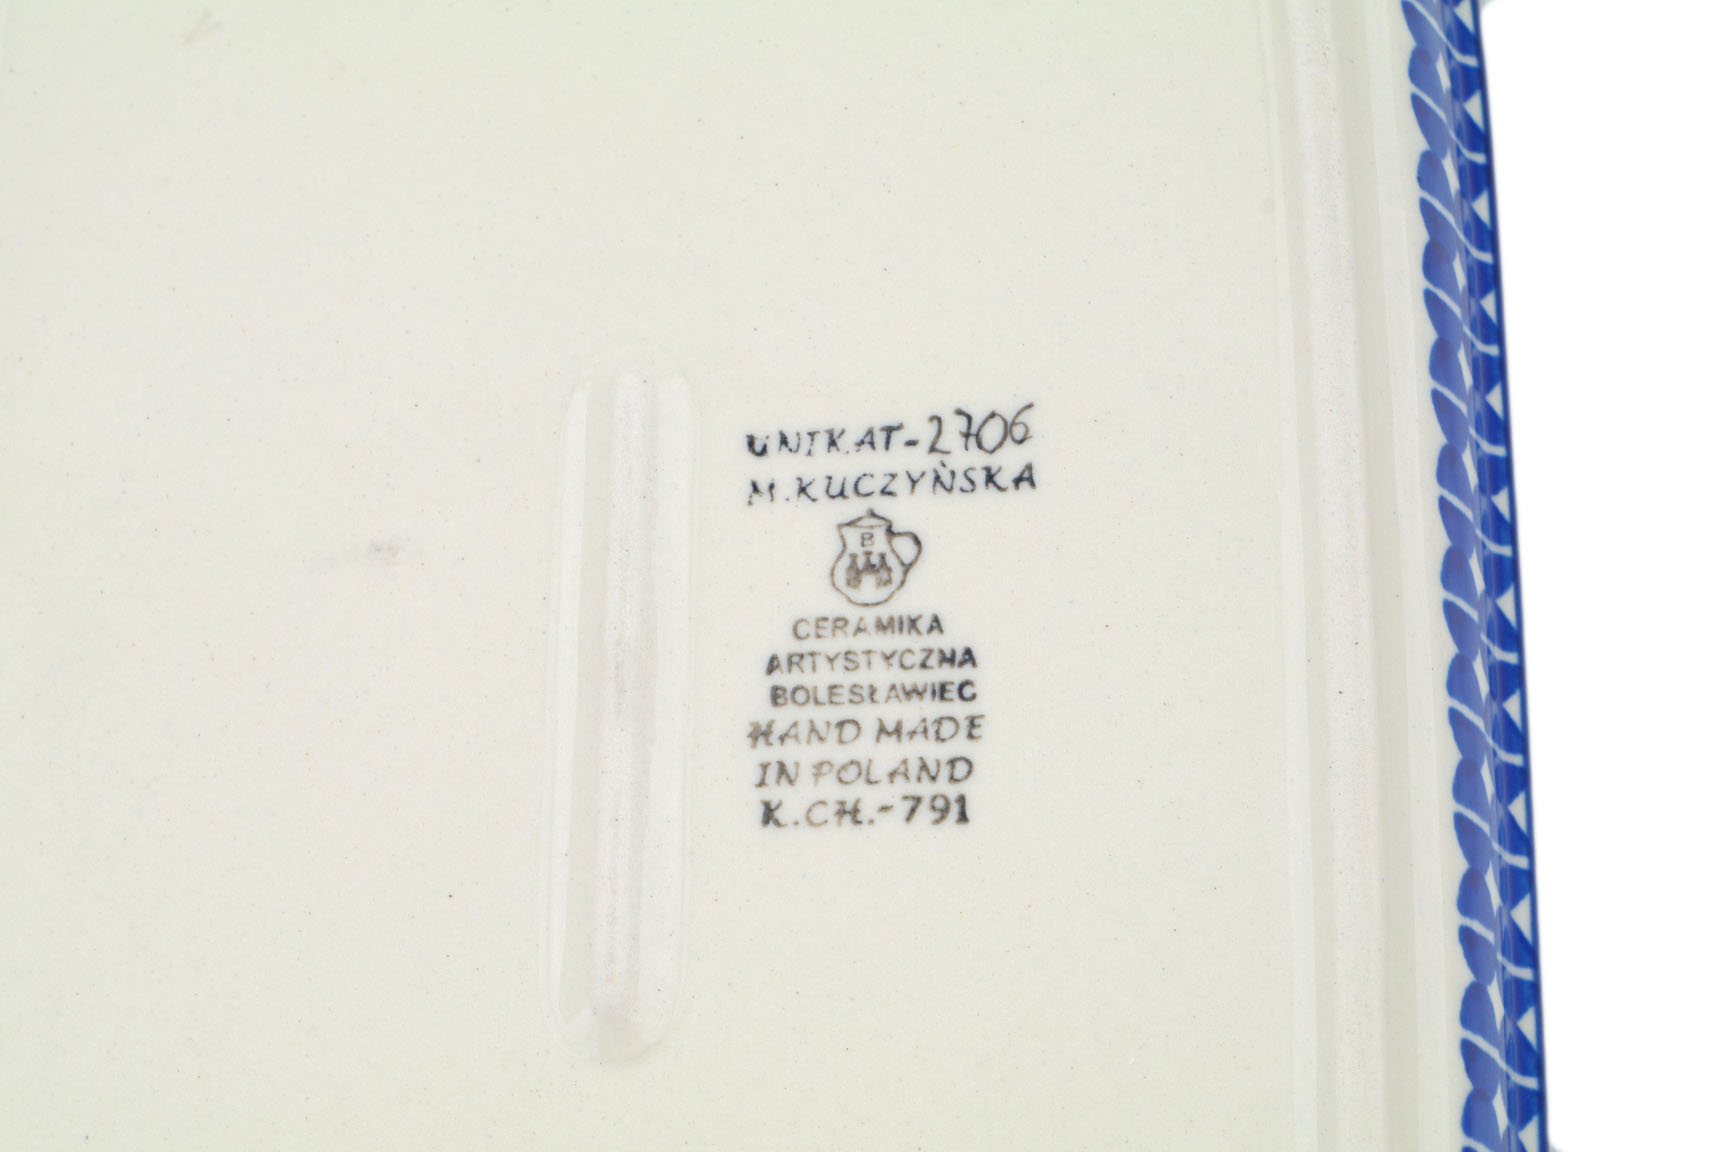 UNIKAT-2706
M.KUCZYŃSKA
B
CERAMIKA
ARTYSTYCZNA
BOLESŁAWIEC
HAND MADE
IN POLAND
K.CH.-791